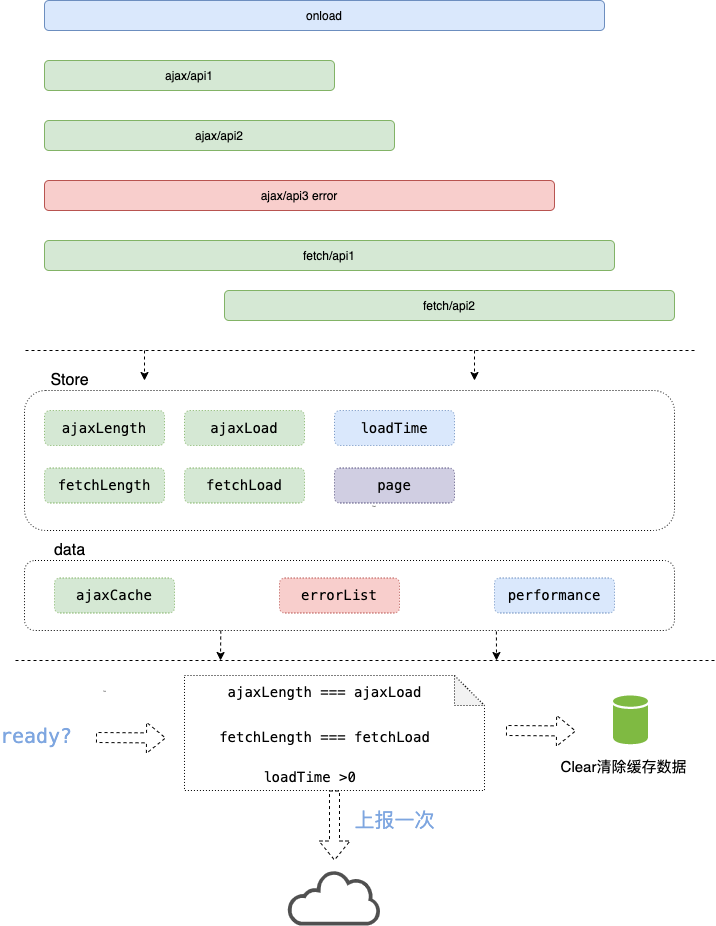 onload
ajax/api1
ajax/api2
ajax/api3 error
fetch/api1
fetch/api2
Store
ajaxLength
ajaxLoad
loadTime
fetchLength
fetchLoad
page
data
ajaxCache
errorList
performance
ajaxLength === ajaxLoad
ready?
fetchLength === fetchLoad
loadTime >0
Clear清除缓存数据
上报一次